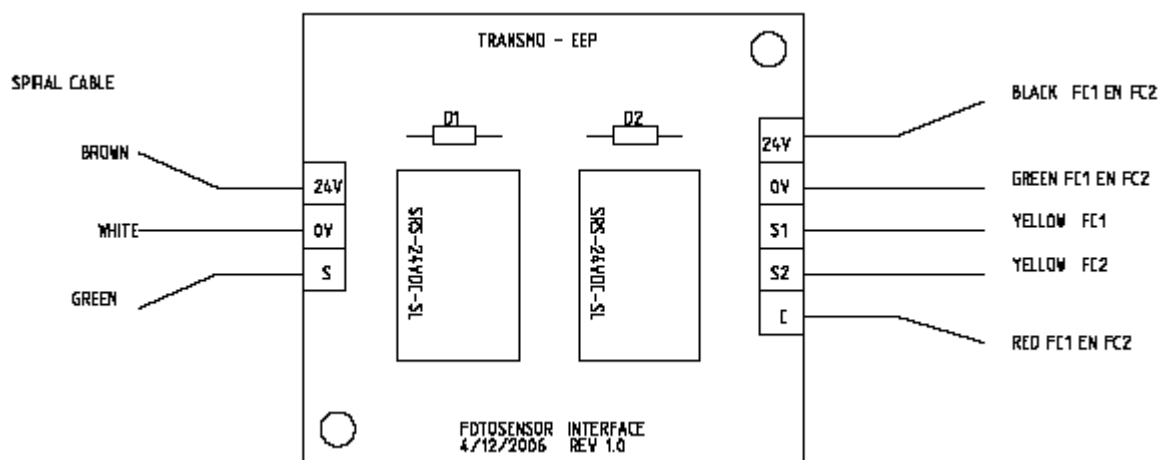 TRANSMO - EEP
SPIRAL CABLE
BLACK FC1 EN FC2
D1
D2
24V
BROWN
24V
GREEN FC1 EN FC2
0V
WHITE
0V
YELLOW FC1
S1
GREEN
S
YELLOW FC2
S2
C
RED FC1 EN FC2
SRS-24VDC-SL
SRS-24VDC-SL
FOTOSENSOR INTERFACE
4/12/2006 REV 1.0